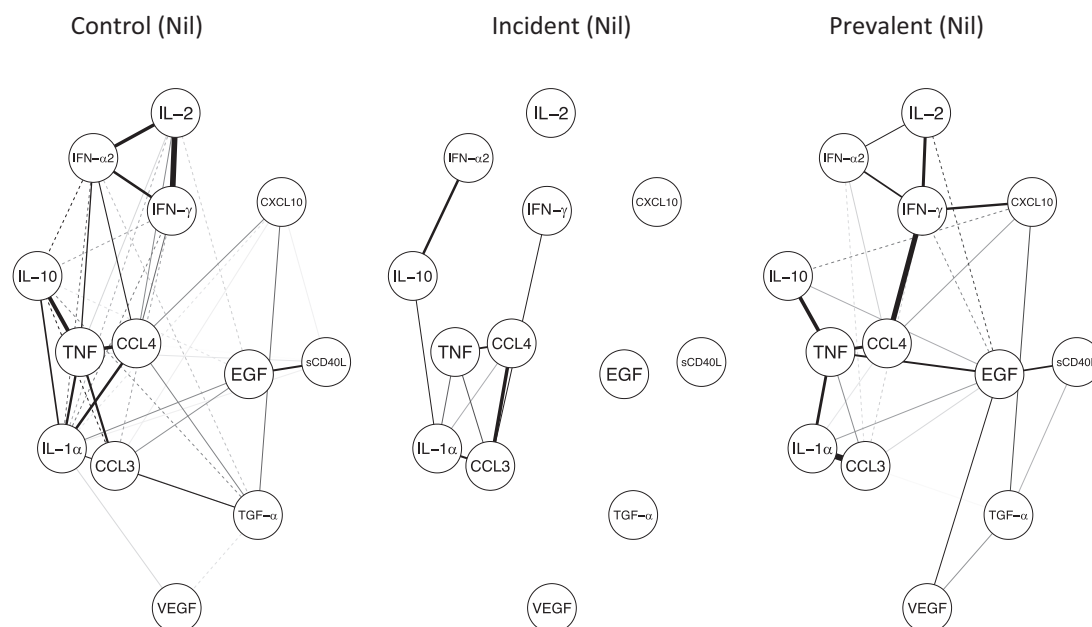 Control (Nil)
IL–2
IFN–α2
IFN–γ
CXCL10
IL–10
TNF
CCL4
EGF
sCD40L
IL–1α
CCL3
TGF–α
VEGF
Incident (Nil)
IL–2
IFN–α2
IFN–γ
CXCL10
IL–10
TNF
CCL4
EGF
sCD40L
IL–1α
CCL3
TGF–α
VEGF
Prevalent (Nil)
IL–2
IFN–α2
IFN–γ
CXCL10
IL–10
TNF
CCL4
EGF
sCD40L
IL–1α
CCL3
TGF–α
VEGF